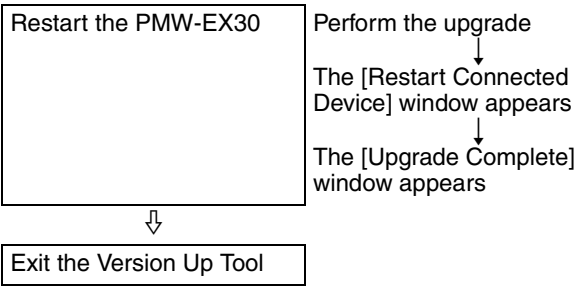 Restart the PMW-EX30
Perform the upgrade
The [Restart Connected
Device] window appears
The [Upgrade Complete]
window appears
Exit the Version Up Tool